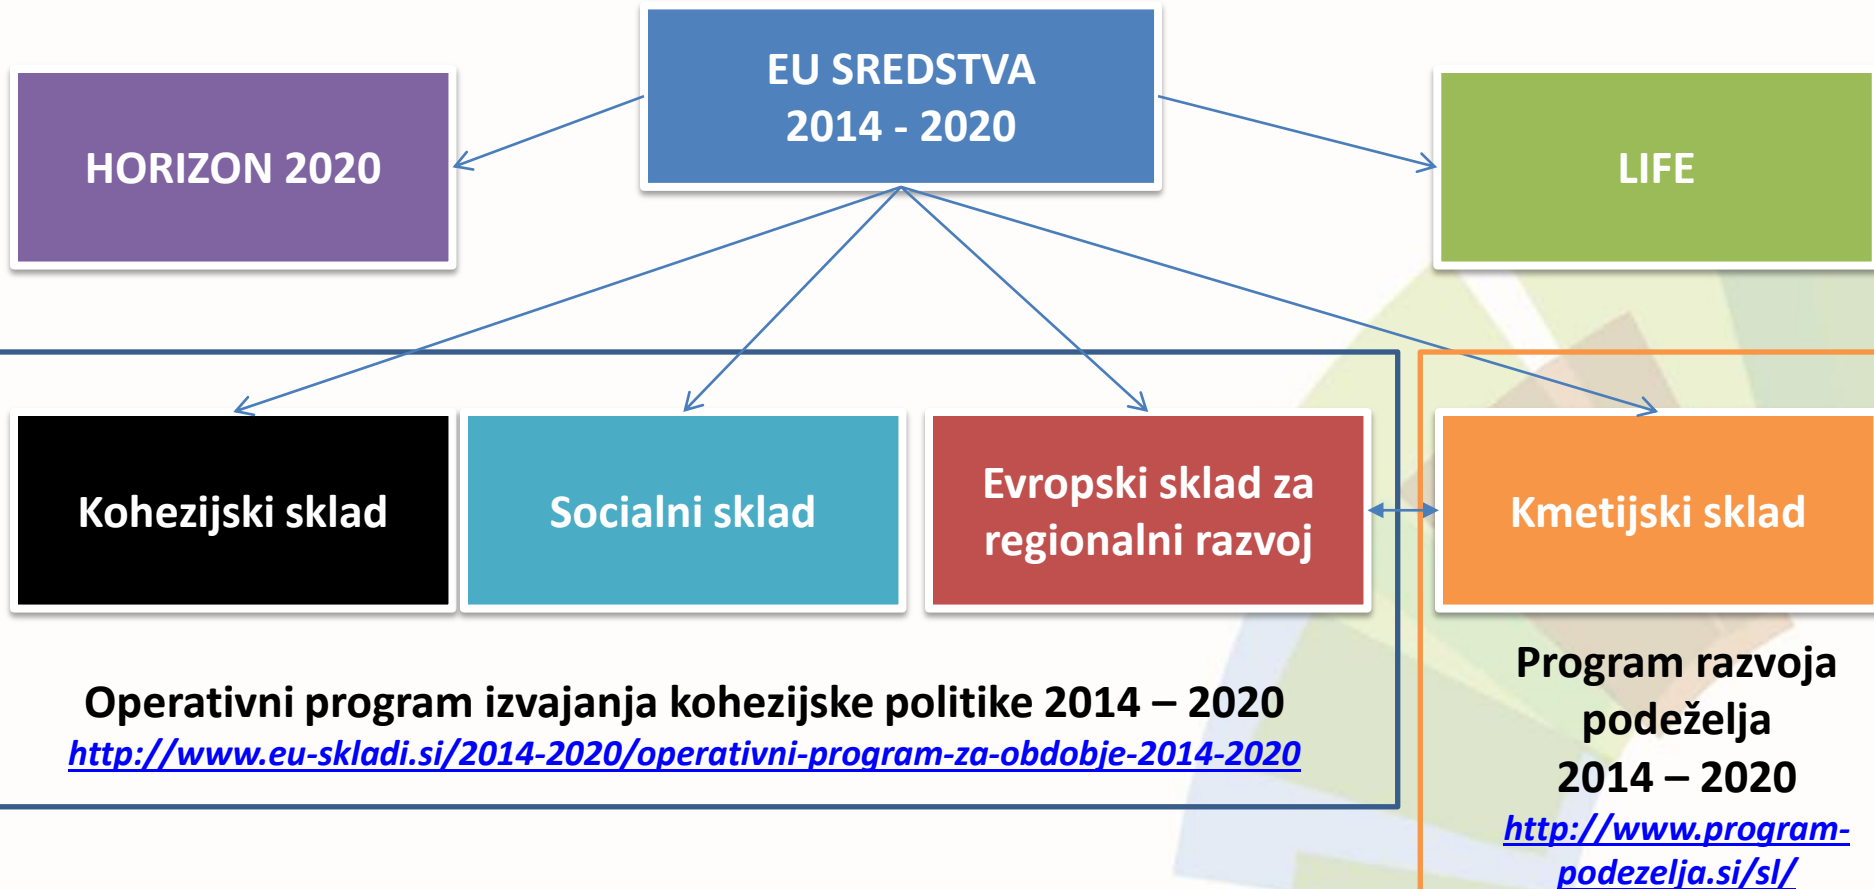 EU SREDSTVA
2014 - 2020
HORIZON 2020
LIFE
Kohezijski sklad
Socialni sklad
Evropski sklad za
regionalni razvoj
Kmetijski sklad
Operativni program izvajanja kohezijske politike 2014 – 2020
http://www.eu-skladi.si/2014-2020/operativni-program-za-obdobje-2014-2020
Program razvoja
podeželja
2014 – 2020
http://www.program-
podezelja.si/sl/